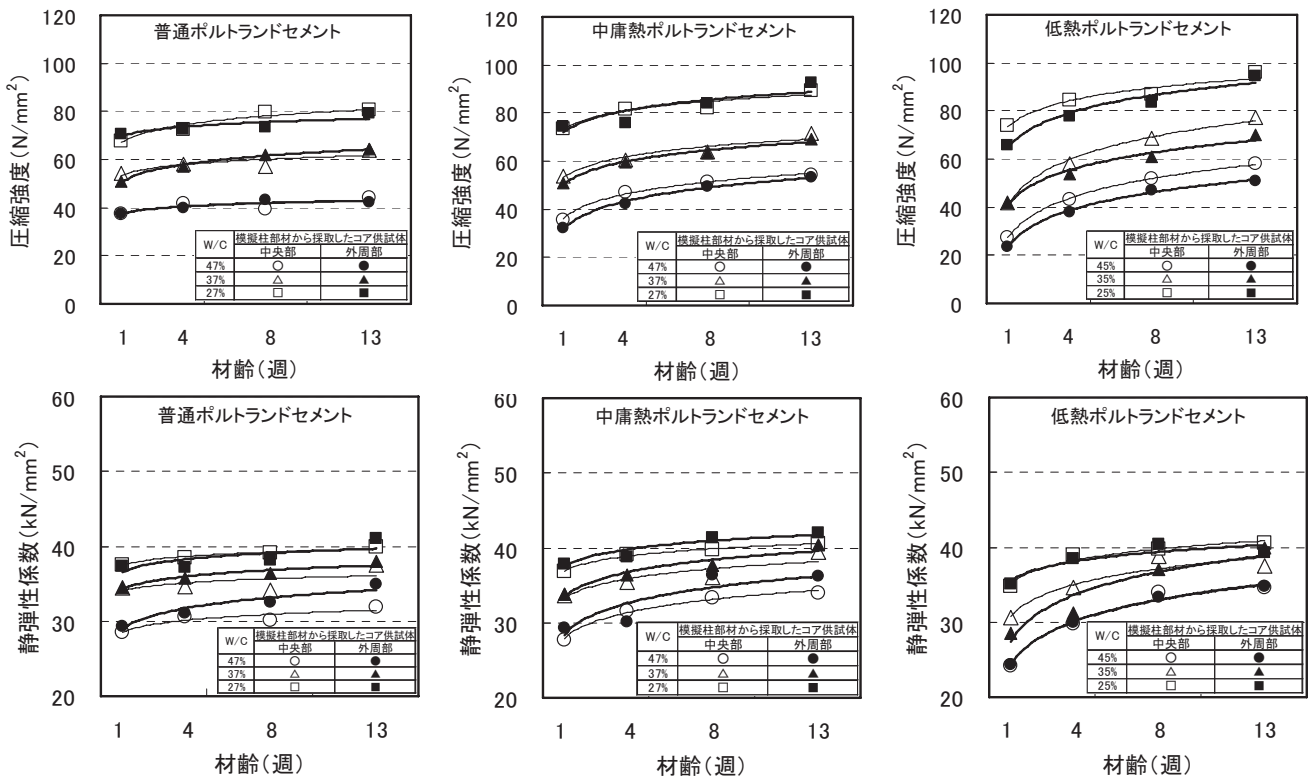 普通ポルトランドセメント
圧縮強度(N/mm²)
120
100
80
60
40
20
0
W/C 模擬柱部材から採取したコア供試体
中央部 外周部
47% ○ ●
37% △ ▲
27% □ ■
1 4 8 13
材齢(週)
中庸熱ポルトランドセメント
圧縮強度(N/mm²)
120
100
80
60
40
20
0
W/C 模擬柱部材から採取したコア供試体
中央部 外周部
47% ○ ●
37% △ ▲
27% □ ■
1 4 8 13
材齢(週)
低熱ポルトランドセメント
圧縮強度(N/mm²)
120
100
80
60
40
20
0
W/C 模擬柱部材から採取したコア供試体
中央部 外周部
45% ○ ●
35% △ ▲
25% □ ■
1 4 8 13
材齢(週)
普通ポルトランドセメント
静弾性係数(kN/mm²)
60
50
40
30
20
W/C 模擬柱部材から採取したコア供試体
中央部 外周部
47% ○ ●
37% △ ▲
27% □ ■
1 4 8 13
材齢(週)
中庸熱ポルトランドセメント
静弾性係数(kN/mm²)
60
50
40
30
20
W/C 模擬柱部材から採取したコア供試体
中央部 外周部
47% ○ ●
37% △ ▲
27% □ ■
1 4 8 13
材齢(週)
低熱ポルトランドセメント
静弾性係数(kN/mm²)
60
50
40
30
20
W/C 模擬柱部材から採取したコア供試体
中央部 外周部
45% ○ ●
35% △ ▲
25% □ ■
1 4 8 13
材齢(週)